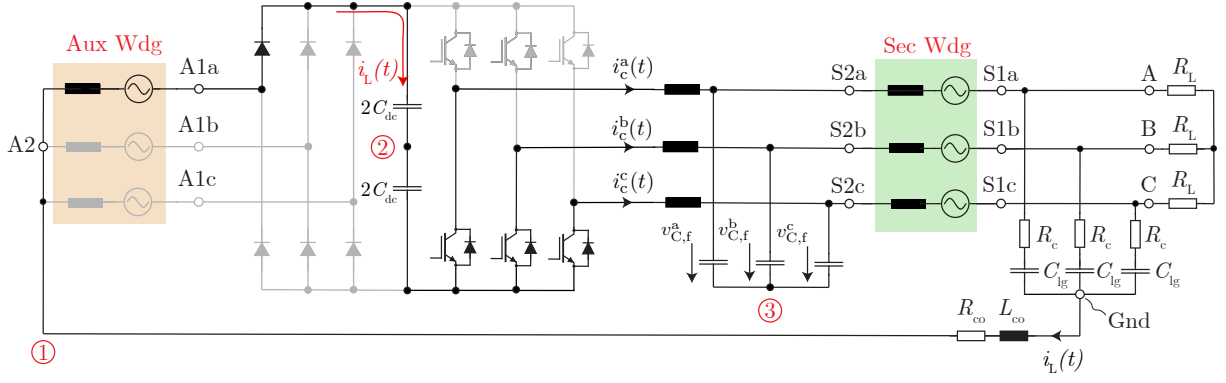 Aux Wdg
Sec Wdg
A1a
A1b
A1c
A2
i_L(t)
2C_dc
②
2C_dc
i_c^a(t)
i_c^b(t)
i_c^c(t)
S2a
S2b
S2c
S1a
S1b
S1c
A
B
C
R_L
R_L
R_L
v_C,f^a
v_C,f^b
v_C,f^c
R_c
R_c
R_c
C_lg
C_lg
C_lg
③
Gnd
R_co
L_co
i_L(t)
①